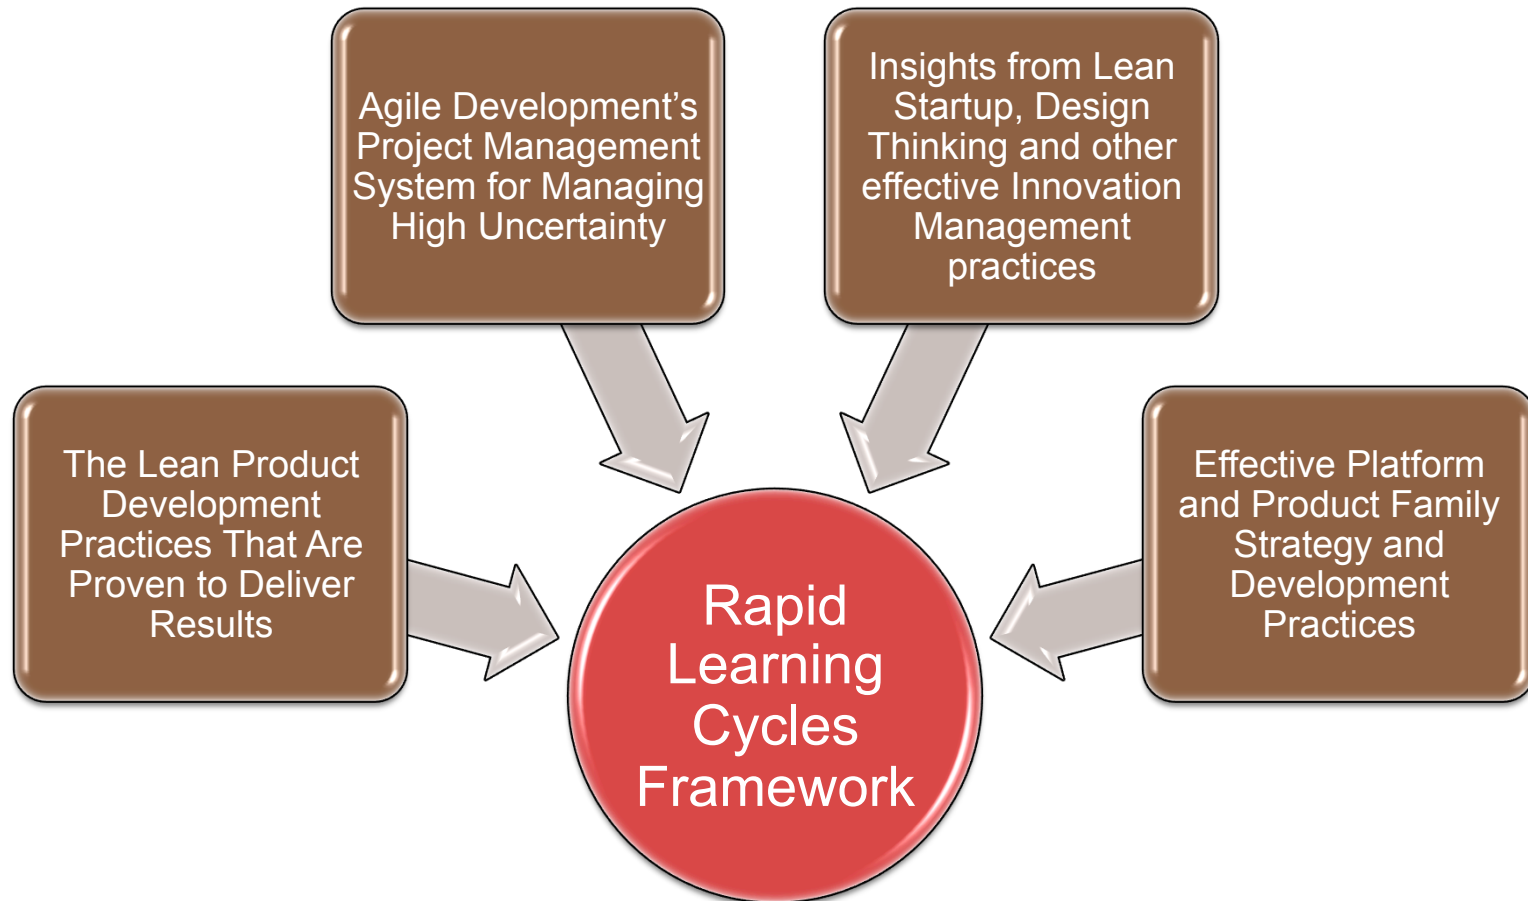 Agile Development’s
Project Management
System for Managing
High Uncertainty
Insights from Lean
Startup, Design
Thinking and other
effective Innovation
Management
practices
The Lean Product
Development
Practices That Are
Proven to Deliver
Results
Effective Platform
and Product Family
Strategy and
Development
Practices
Rapid
Learning
Cycles
Framework